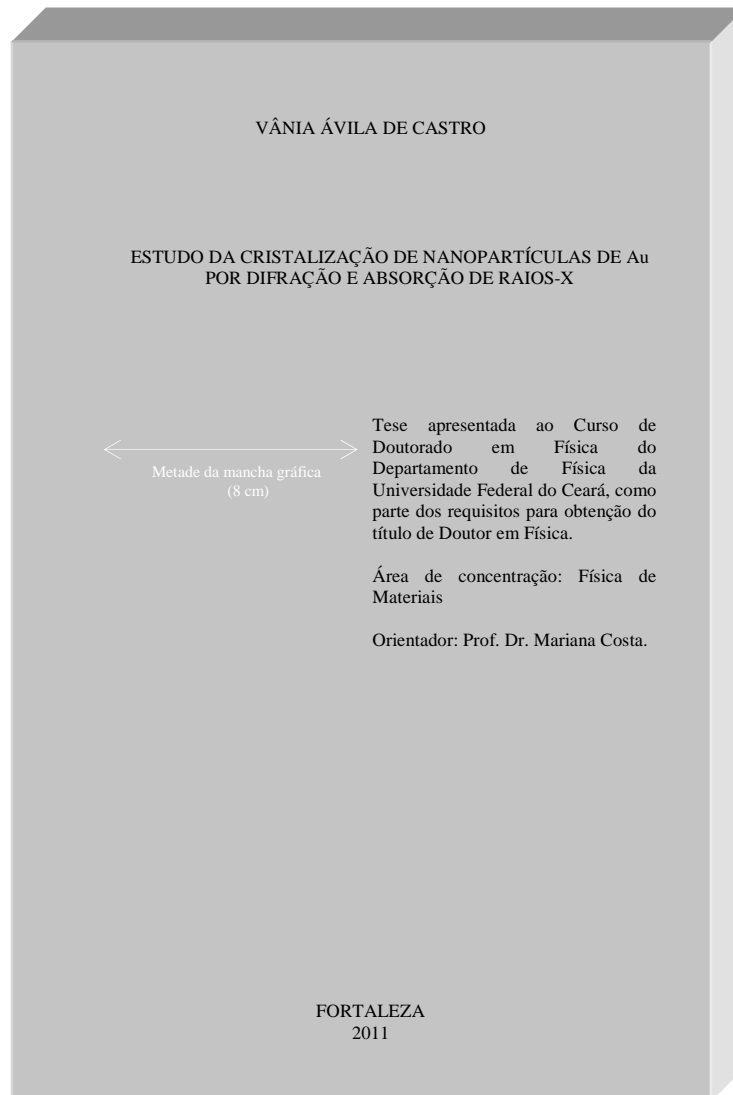 VÂNIA ÁVILA DE CASTRO
ESTUDO DA CRISTALIZAÇÃO DE NANOPARTÍCULAS DE Au
POR DIFRAÇÃO E ABSORÇÃO DE RAIOS-X
Metade da mancha gráfica
(8 cm)
Tese apresentada ao Curso de
Doutorado em Física do
Departamento de Física da
Universidade Federal do Ceará, como
parte dos requisitos para obtenção do
título de Doutor em Física.
Área de concentração: Física de
Materiais
Orientador: Prof. Dr. Mariana Costa.
FORTALEZA
2011